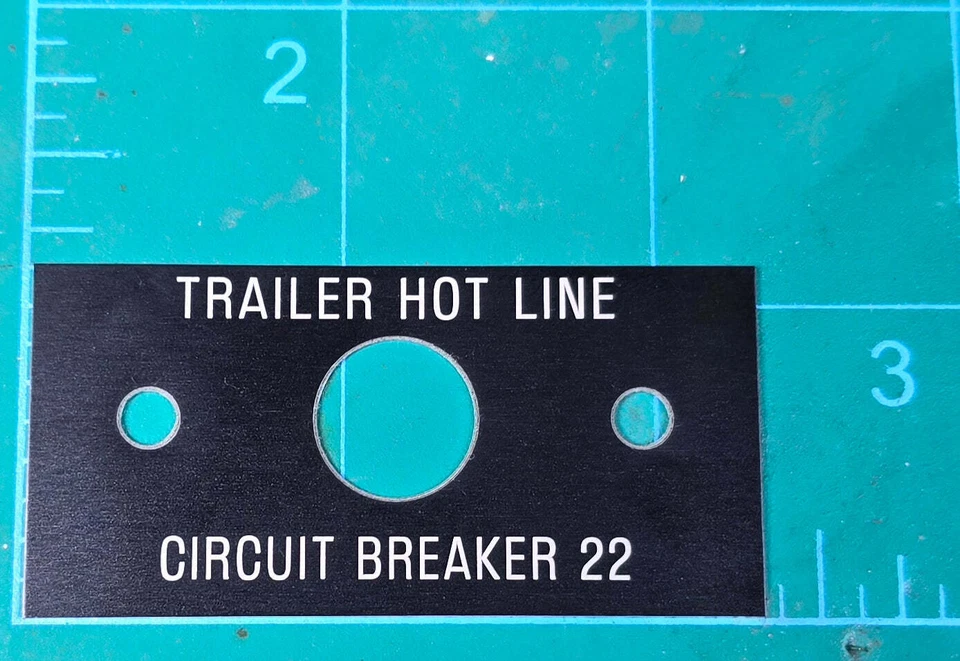 2
TRAILER HOT LINE
3
CIRCUIT BREAKER 22